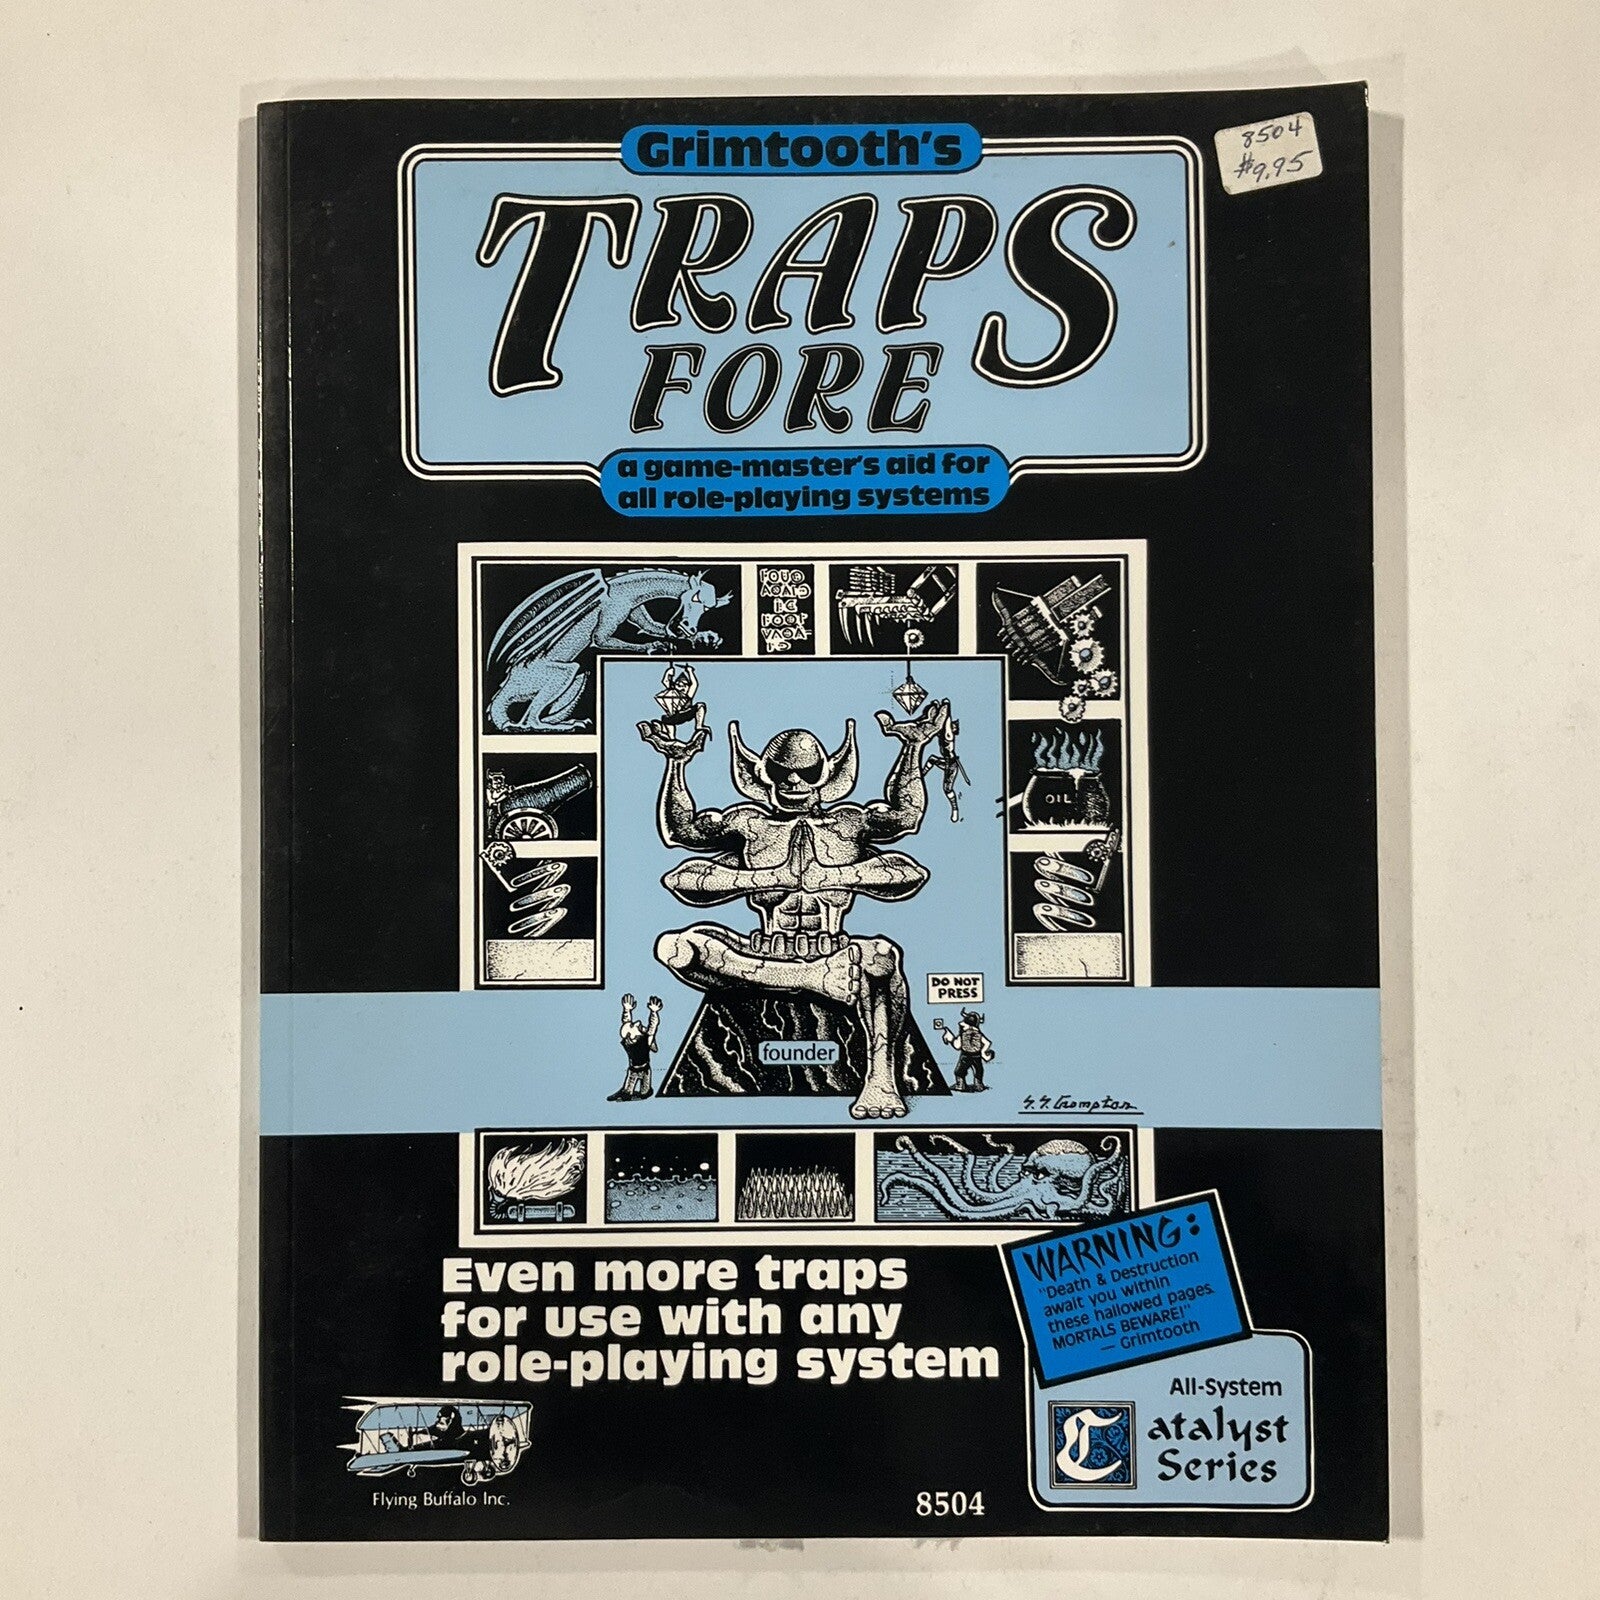 Grimtooth's
8504
$9.95
TRAPS
FORE
a game-master's aid for
all role-playing systems
OIL
DO NOT
PRESS
founder
S. S. Crompton
Even more traps
for use with any
role-playing system
WARNING:
"Death & Destruction
await you within
these hallowed pages.
MORTALS BEWARE!"
— Grimtooth
All-System
Catalyst
Series
Flying Buffalo Inc.
8504